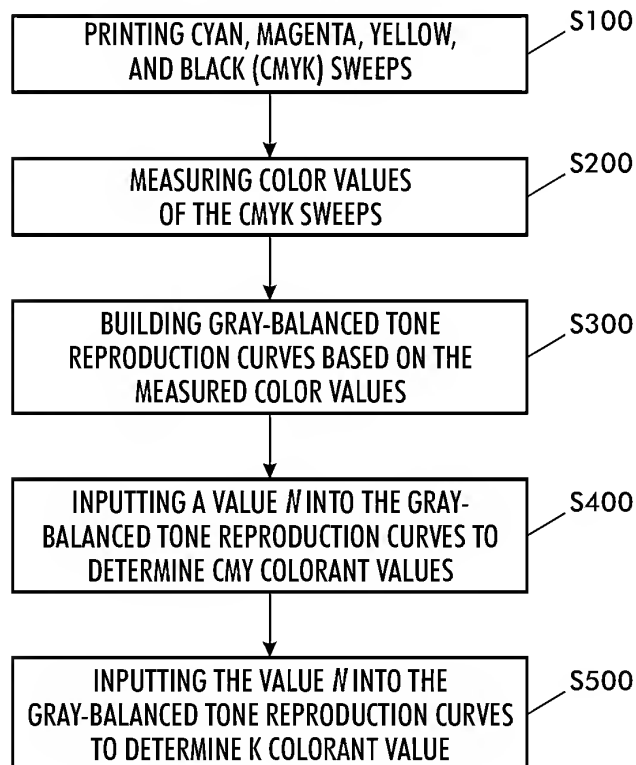 PRINTING CYAN, MAGENTA, YELLOW,
AND BLACK (CMYK) SWEEPS
S100
MEASURING COLOR VALUES
OF THE CMYK SWEEPS
S200
BUILDING GRAY-BALANCED TONE
REPRODUCTION CURVES BASED ON THE
MEASURED COLOR VALUES
S300
INPUTTING A VALUE N INTO THE GRAY-
BALANCED TONE REPRODUCTION CURVES TO
DETERMINE CMY COLORANT VALUES
S400
INPUTTING THE VALUE N INTO THE
GRAY-BALANCED TONE REPRODUCTION CURVES
TO DETERMINE K COLORANT VALUE
S500